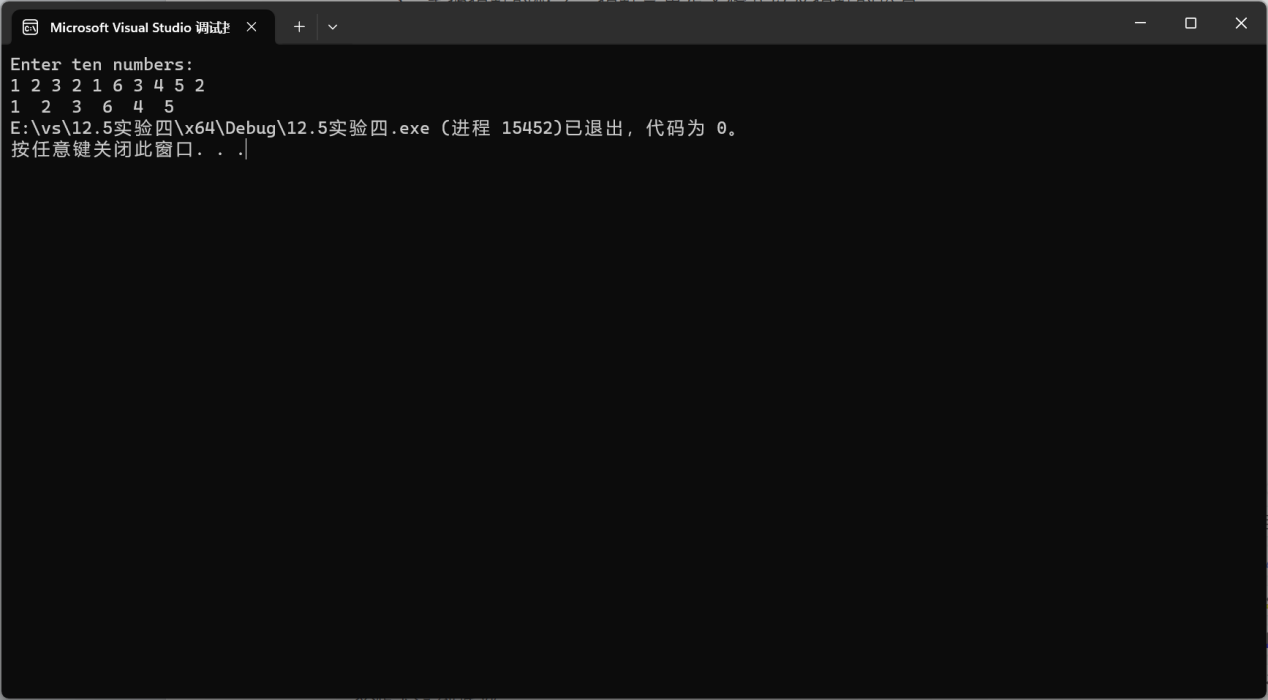 Microsoft Visual Studio 调试
Enter ten numbers:
1 2 3 2 1 6 3 4 5 2
1  2  3  6  4  5
E:\vs\12.5实验四\x64\Debug\12.5实验四.exe (进程 15452)已退出，代码为 0。
按任意键关闭此窗口. . .